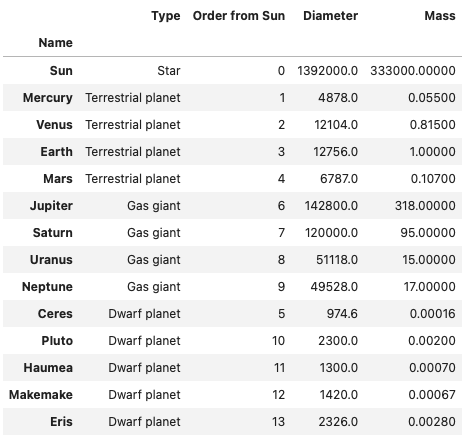 Type Order from Sun Diameter Mass
Name
Sun Star 0 1392000.0 333000.00000
Mercury Terrestrial planet 1 4878.0 0.05500
Venus Terrestrial planet 2 12104.0 0.81500
Earth Terrestrial planet 3 12756.0 1.00000
Mars Terrestrial planet 4 6787.0 0.10700
Jupiter Gas giant 6 142800.0 318.00000
Saturn Gas giant 7 120000.0 95.00000
Uranus Gas giant 8 51118.0 15.00000
Neptune Gas giant 9 49528.0 17.00000
Ceres Dwarf planet 5 974.6 0.00016
Pluto Dwarf planet 10 2300.0 0.00200
Haumea Dwarf planet 11 1300.0 0.00070
Makemake Dwarf planet 12 1420.0 0.00067
Eris Dwarf planet 13 2326.0 0.00280